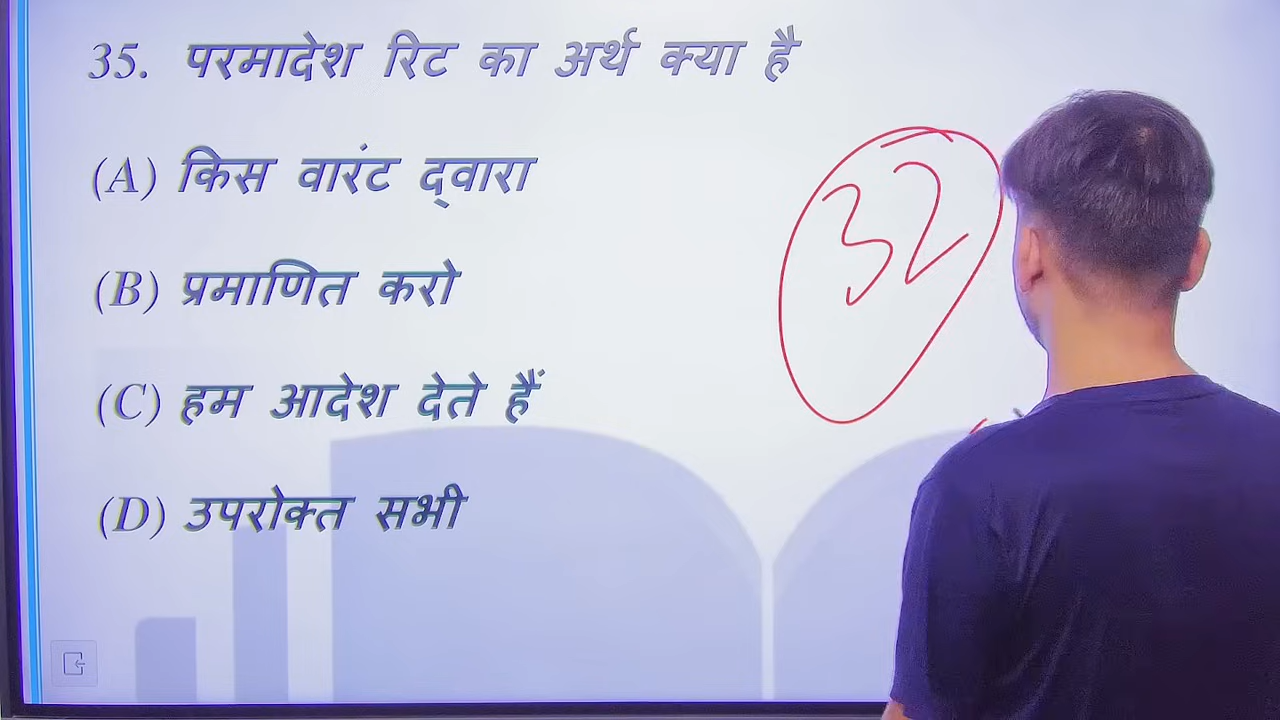 35. परमादेश रिट का अर्थ क्या है
(A) किस वारंट द्वारा
32
(B) प्रमाणित करो
(C) हम आदेश देते हैं
(D) उपरोक्त सभी